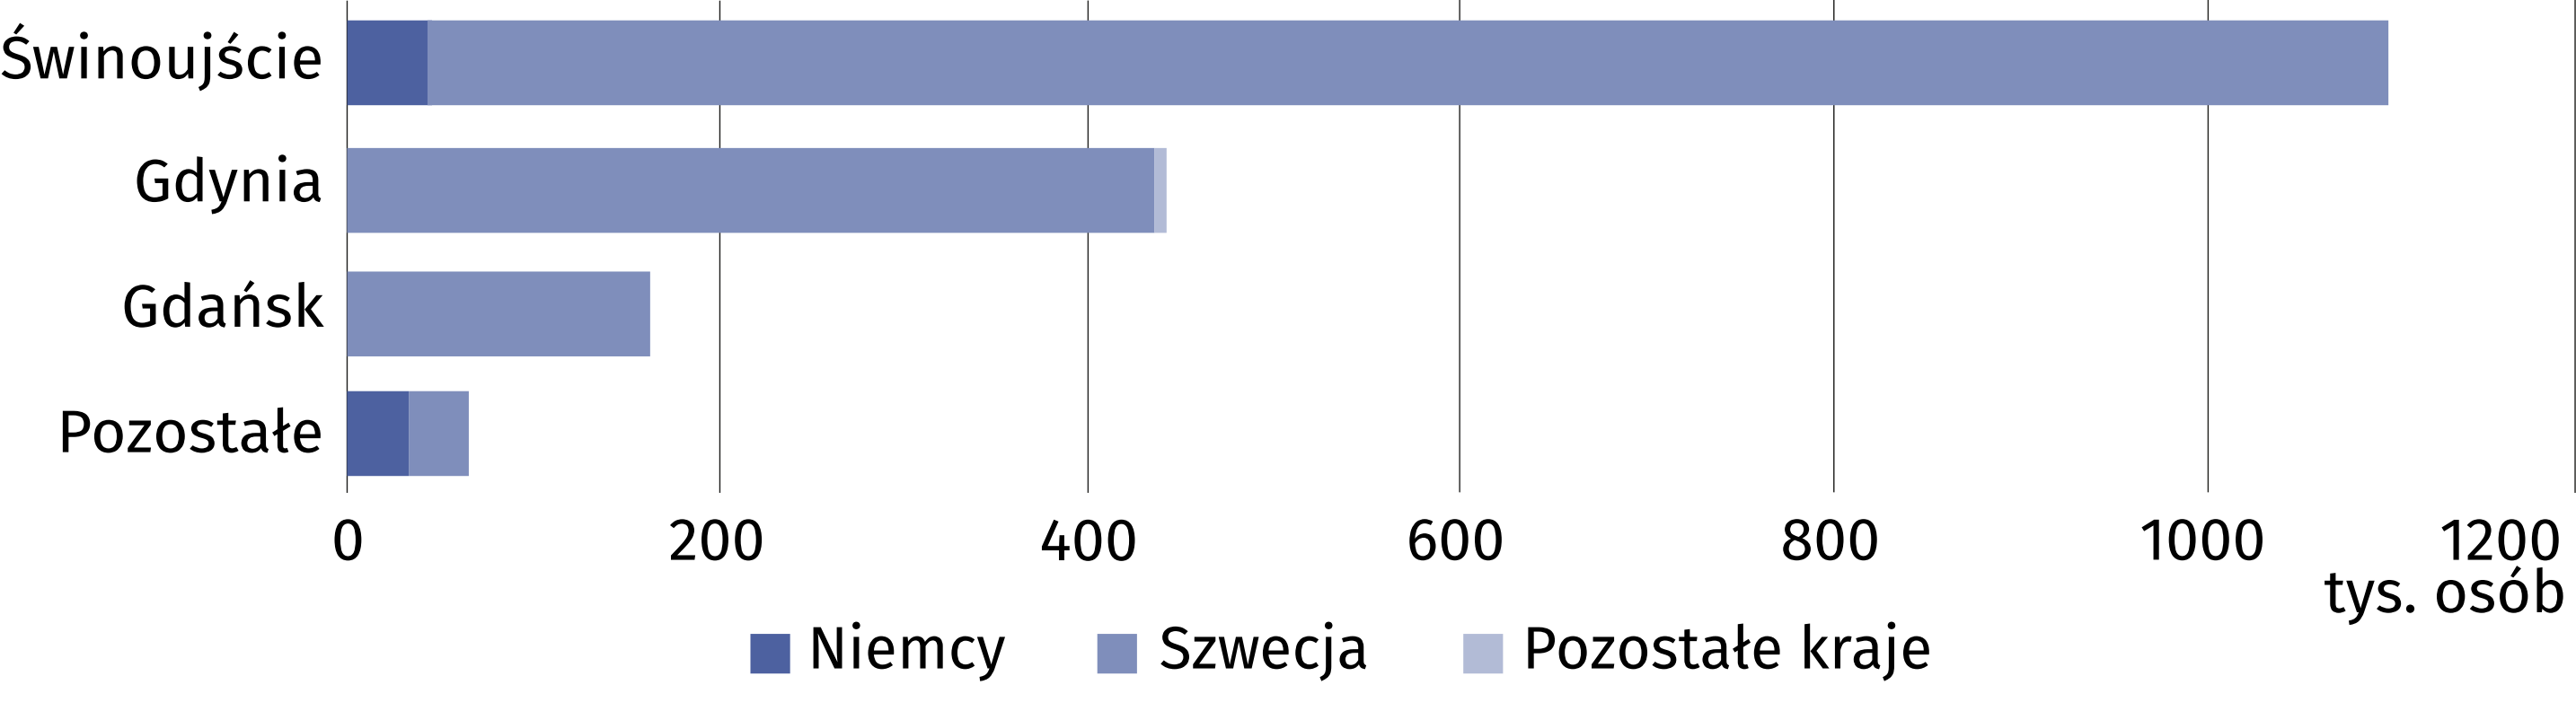 Świnoujście
Gdynia
Gdańsk
Pozostałe
0 200 400 600 800 1000 1200
tys. osób
Niemcy Szwecja Pozostałe kraje